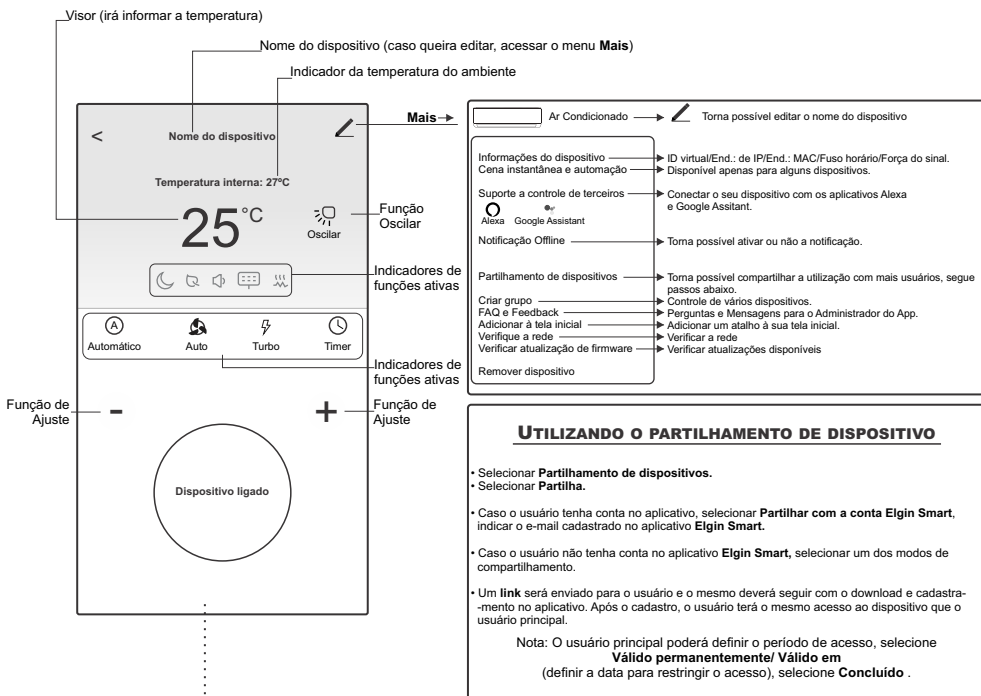 Visor (irá informar a temperatura)
Nome do dispositivo (caso queira editar, acessar o menu Mais)
Indicador da temperatura do ambiente
<
Nome do dispositivo
Temperatura interna: 27ºC
25°C
Oscilar
Função
Oscilar
Indicadores de
funções ativas
A
Automático
Auto
Turbo
Timer
Indicadores de
funções ativas
Função de
Ajuste
-
+
Função de
Ajuste
Dispositivo ligado
Mais
Ar Condicionado
Torna possível editar o nome do dispositivo
Informações do dispositivo
ID virtual/End.: de IP/End.: MAC/Fuso horário/Força do sinal.
Cena instantânea e automação
Disponível apenas para alguns dispositivos.
Suporte a controle de terceiros
Conectar o seu dispositivo com os aplicativos Alexa
e Google Assitant.
Alexa
Google Assistant
Notificação Offline
Torna possível ativar ou não a notificação.
Partilhamento de dispositivos
Torna possível compartilhar a utilização com mais usuários, segue
passos abaixo.
Criar grupo
Controle de vários dispositivos.
FAQ e Feedback
Perguntas e Mensagens para o Administrador do App.
Adicionar à tela inicial
Adicionar um atalho à sua tela inicial.
Verifique a rede
Verificar a rede
Verificar atualização de firmware
Verificar atualizações disponíveis
Remover dispositivo
UTILIZANDO O PARTILHAMENTO DE DISPOSITIVO
• Selecionar Partilhamento de dispositivos.
• Selecionar Partilha.
• Caso o usuário tenha conta no aplicativo, selecionar Partilhar com a conta Elgin Smart,
indicar o e-mail cadastrado no aplicativo Elgin Smart.
• Caso o usuário não tenha conta no aplicativo Elgin Smart, selecionar um dos modos de
compartilhamento.
• Um link será enviado para o usuário e o mesmo deverá seguir com o download e cadastra-
-mento no aplicativo. Após o cadastro, o usuário terá o mesmo acesso ao dispositivo que o
usuário principal.
Nota: O usuário principal poderá definir o período de acesso, selecione
Válido permanentemente/ Válido em
(definir a data para restringir o acesso), selecione Concluído .